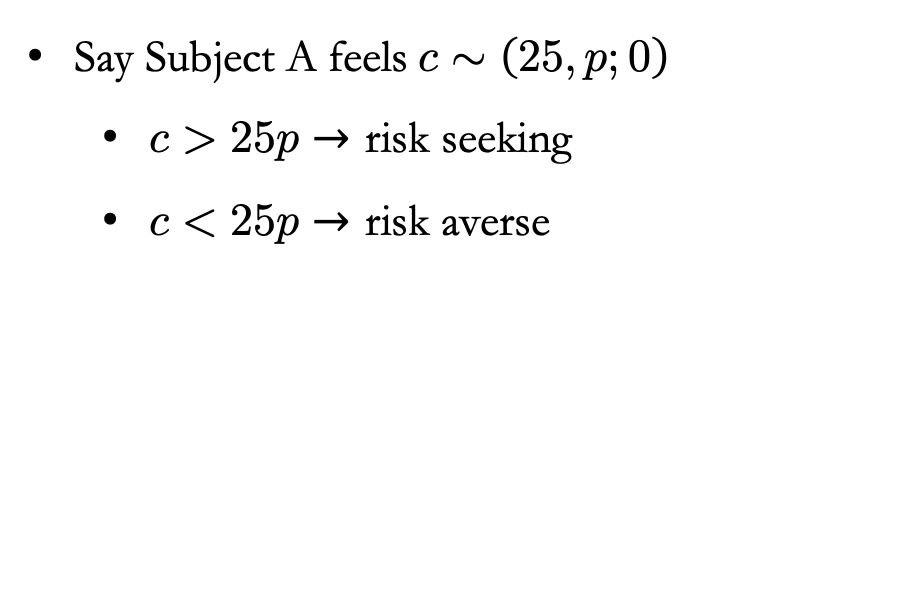 • Say Subject A feels c ∼ (25, p; 0)
• c > 25p → risk seeking
• c < 25p → risk averse